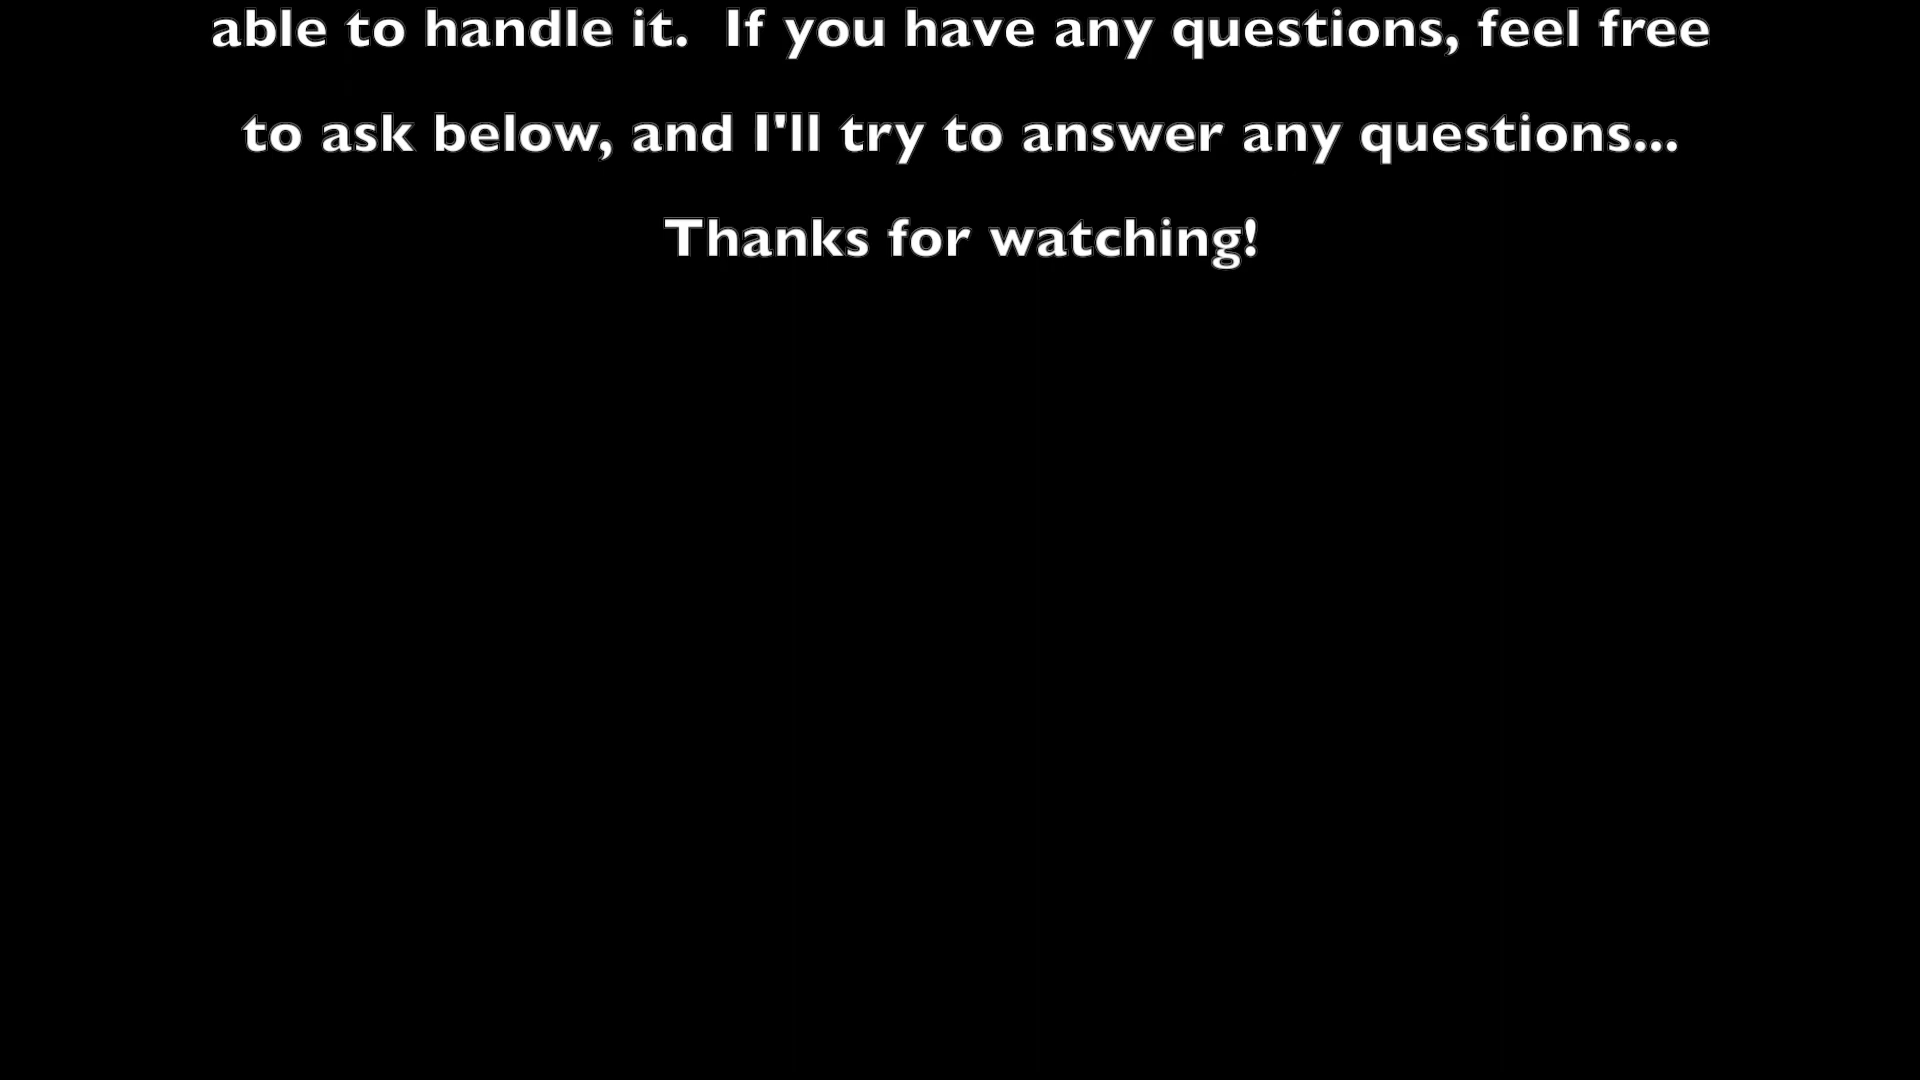 able to handle it.  If you have any questions, feel free
to ask below, and I'll try to answer any questions...
Thanks for watching!